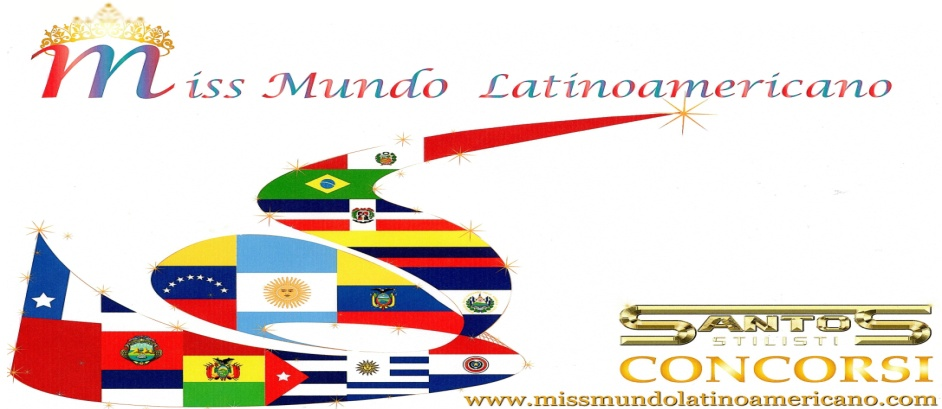 Miss Mundo Latinoamericano
SANTOS
STILISTI
CONCORSI
www.missmundolatinoamericano.com